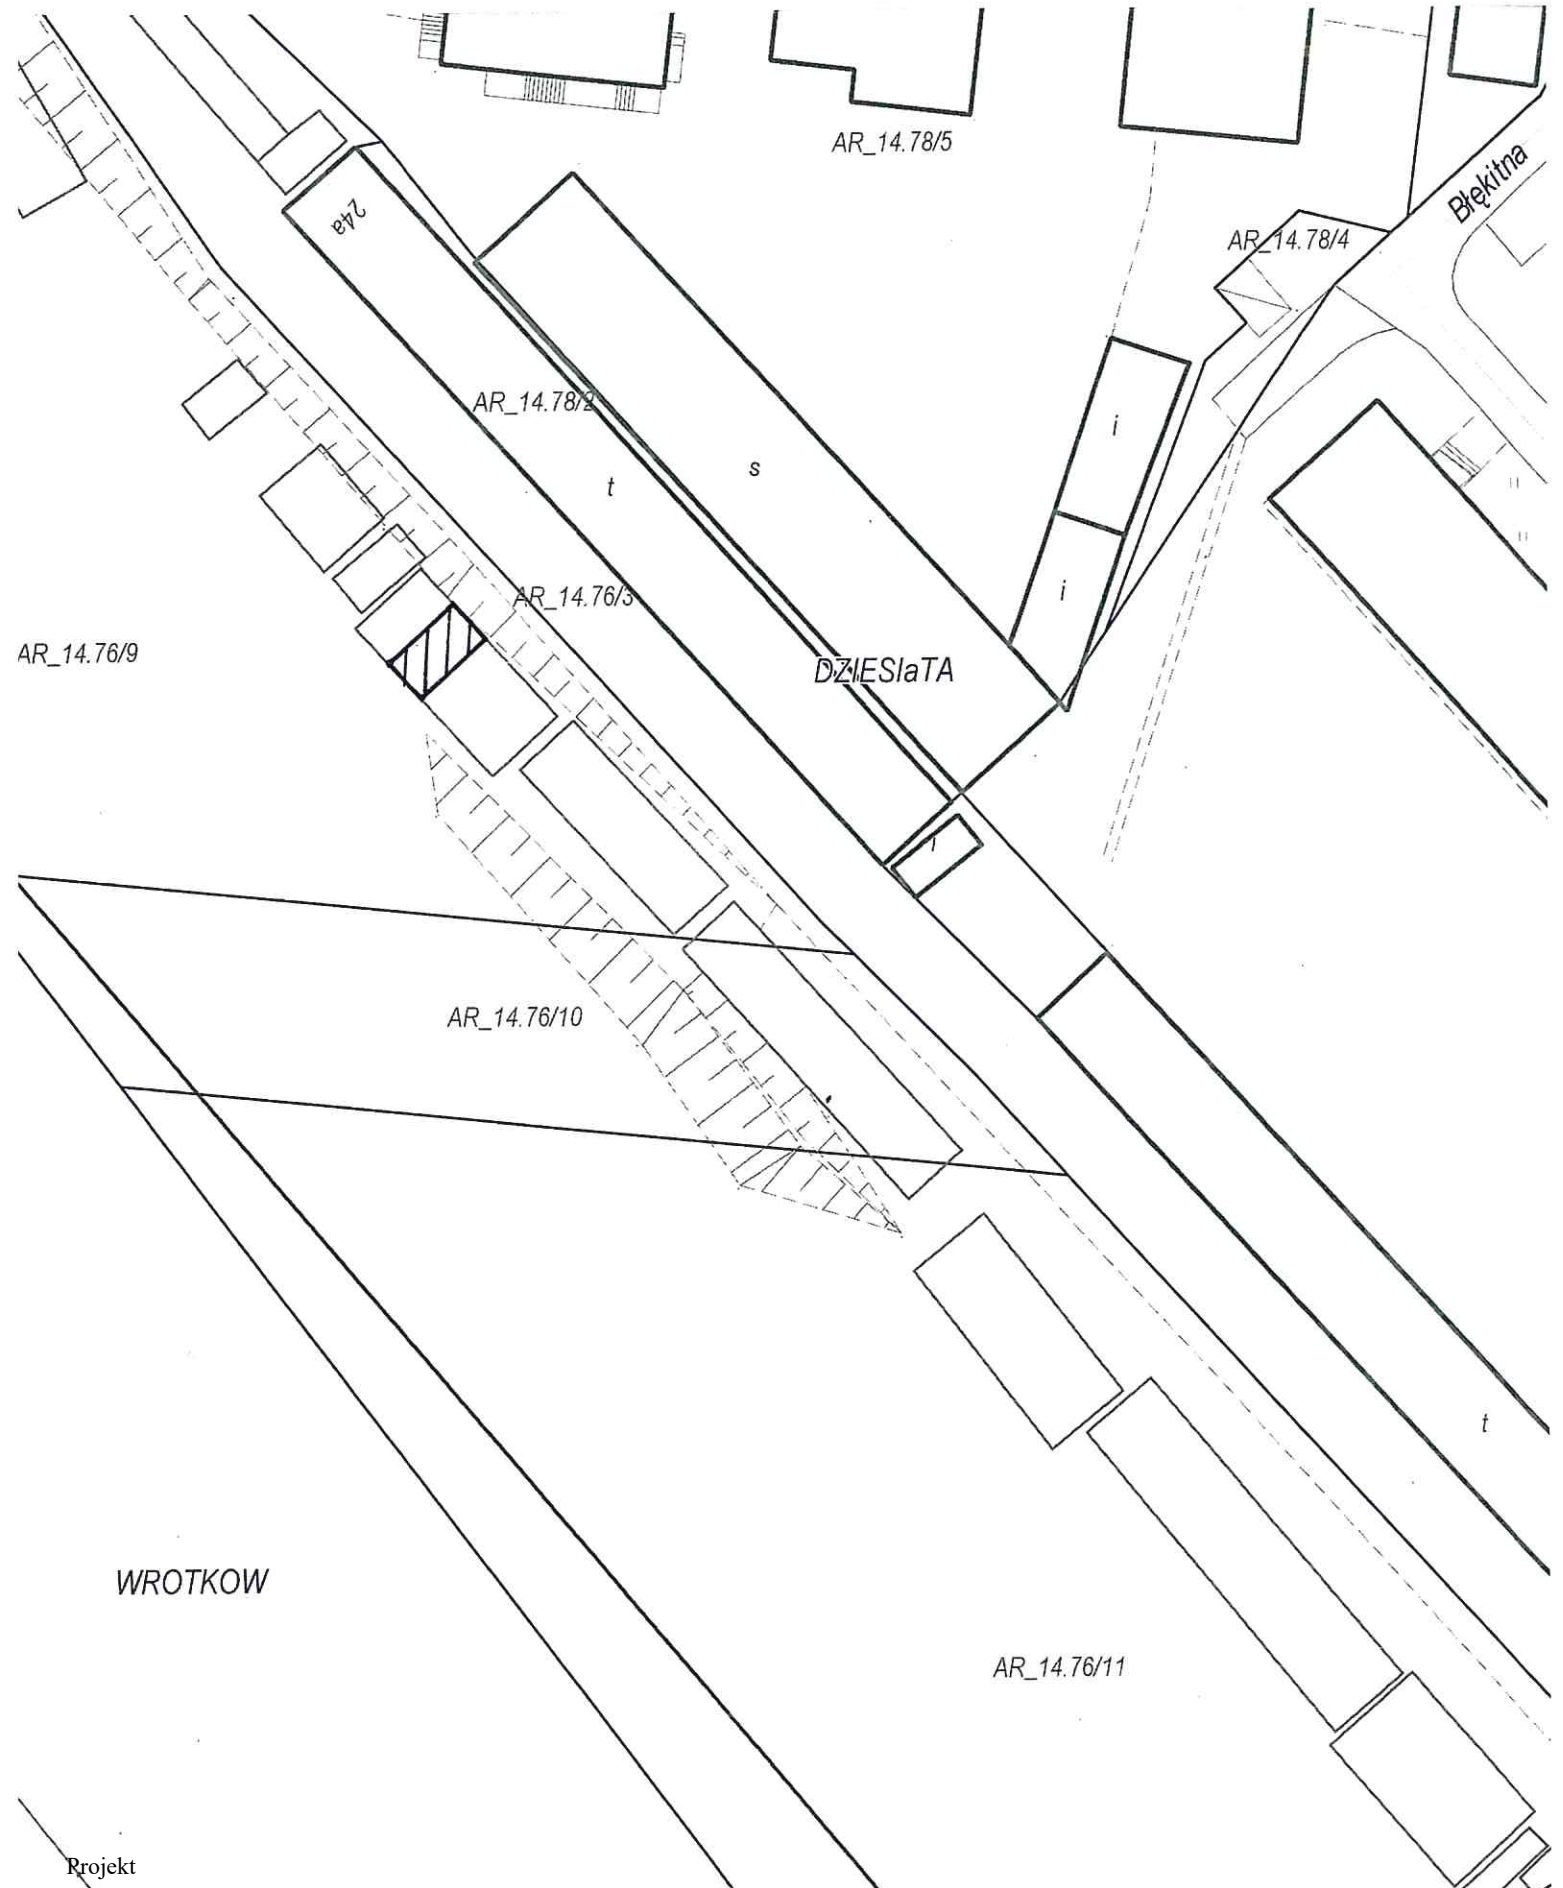 AR_14.78/5
Błękitna
24a
AR_14.78/4
AR_14.78/2
i
s
t
i
AR_14.76/3
AR_14.76/9
DZIESIaTA
AR_14.76/10
t
WROTKOW
AR_14.76/11
Projekt